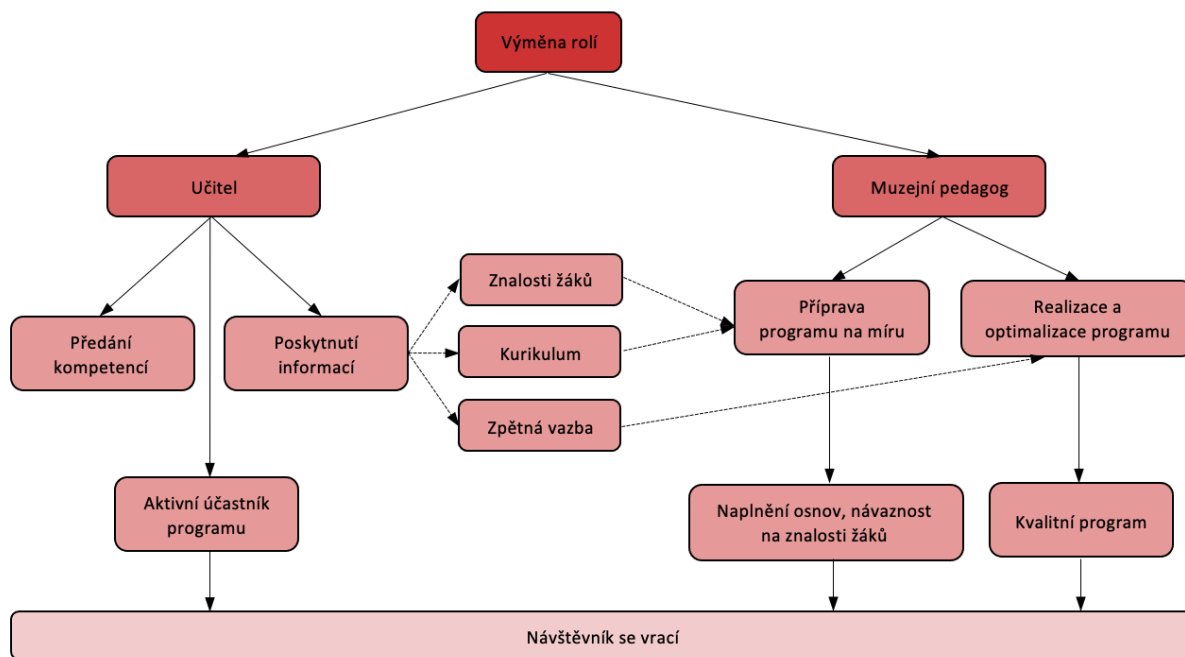 Výměna rolí
Učitel
Muzejní pedagog
Znalosti žáků
Příprava
programu na míru
Realizace a
optimalizace programu
Předání
kompetencí
Poskytnutí
informací
Kurikulum
Zpětná vazba
Aktivní účastník
programu
Naplnění osnov, návaznost
na znalosti žáků
Kvalitní program
Návštěvník se vrací